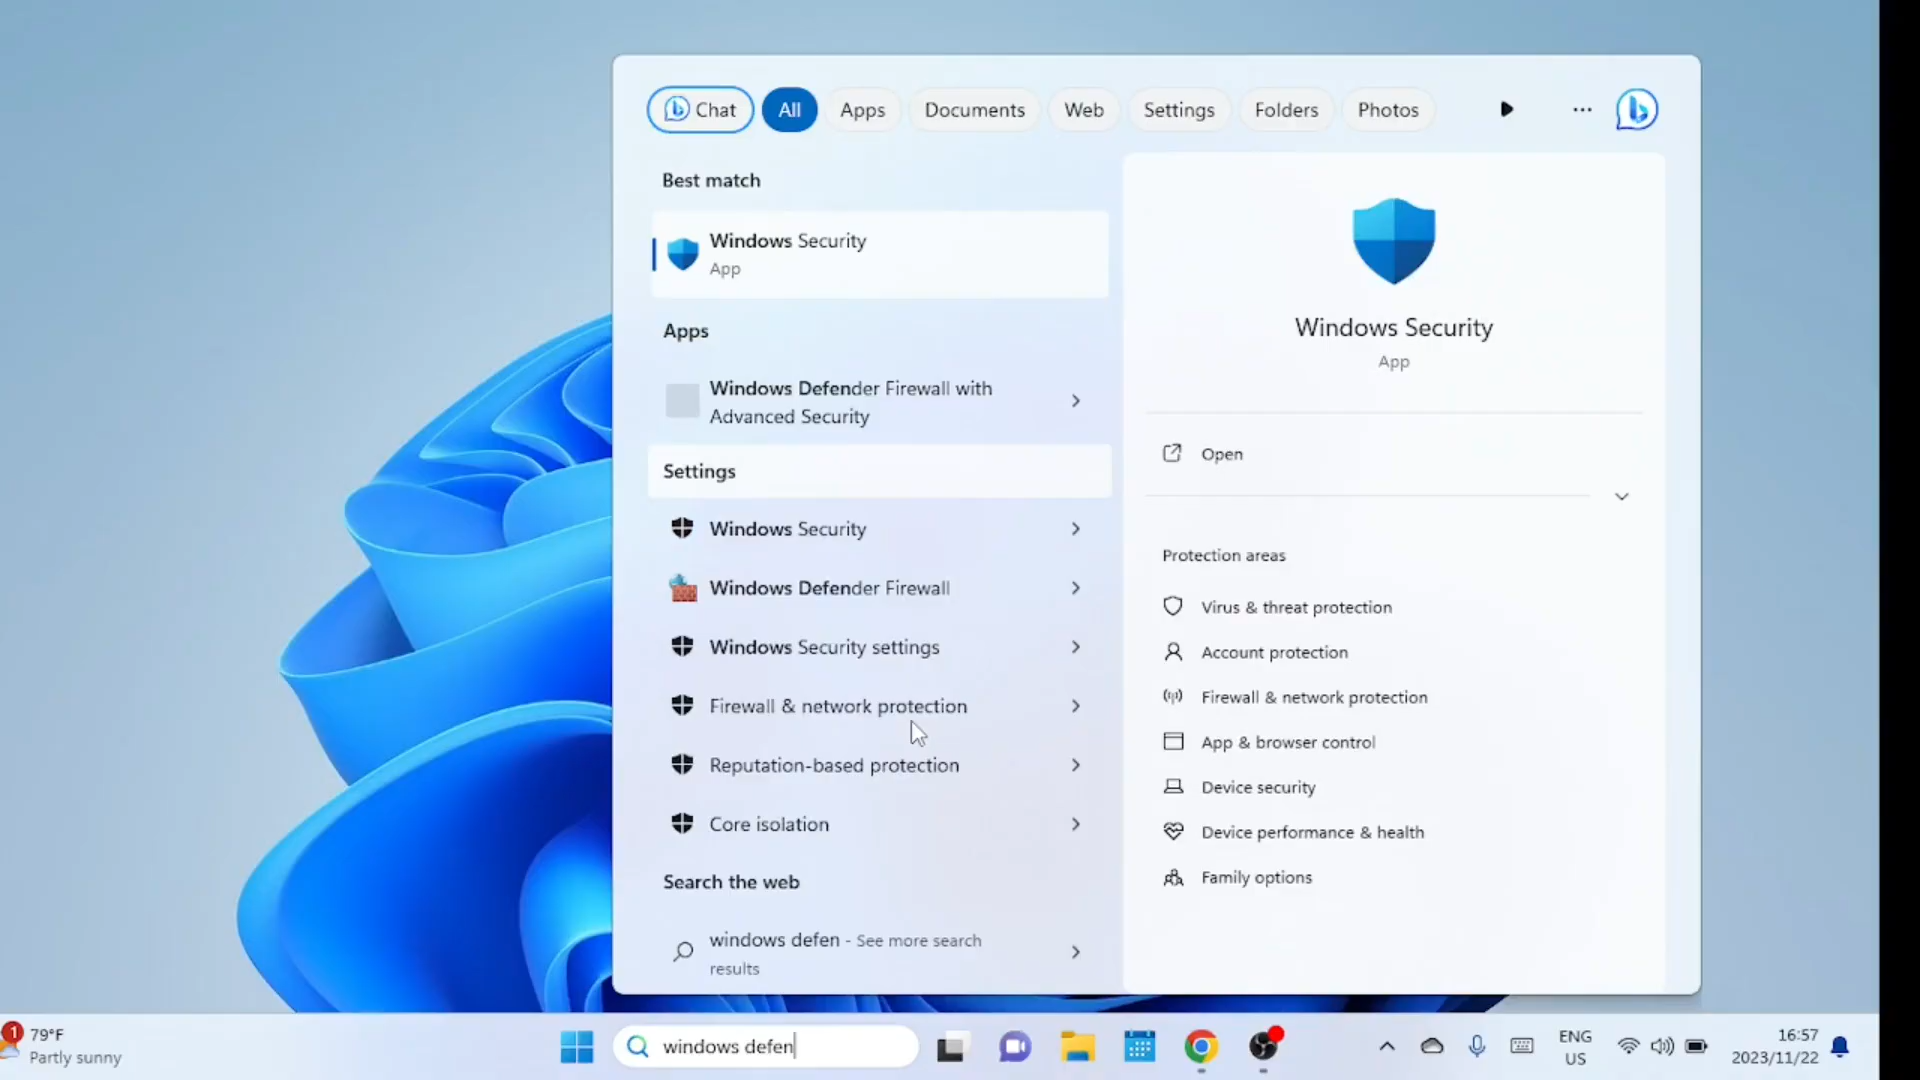 Chat
All
Apps
Documents
Web
Settings
Folders
Photos
Best match
Windows Security
App
Apps
Windows Defender Firewall with
Advanced Security
Settings
Windows Security
Windows Defender Firewall
Windows Security settings
Firewall & network protection
Reputation-based protection
Core isolation
Search the web
windows defen - See more search
results
Windows Security
App
Open
Protection areas
Virus & threat protection
Account protection
Firewall & network protection
App & browser control
Device security
Device performance & health
Family options
1
79°F
Partly sunny
windows defen
ENG
US
16:57
2023/11/22